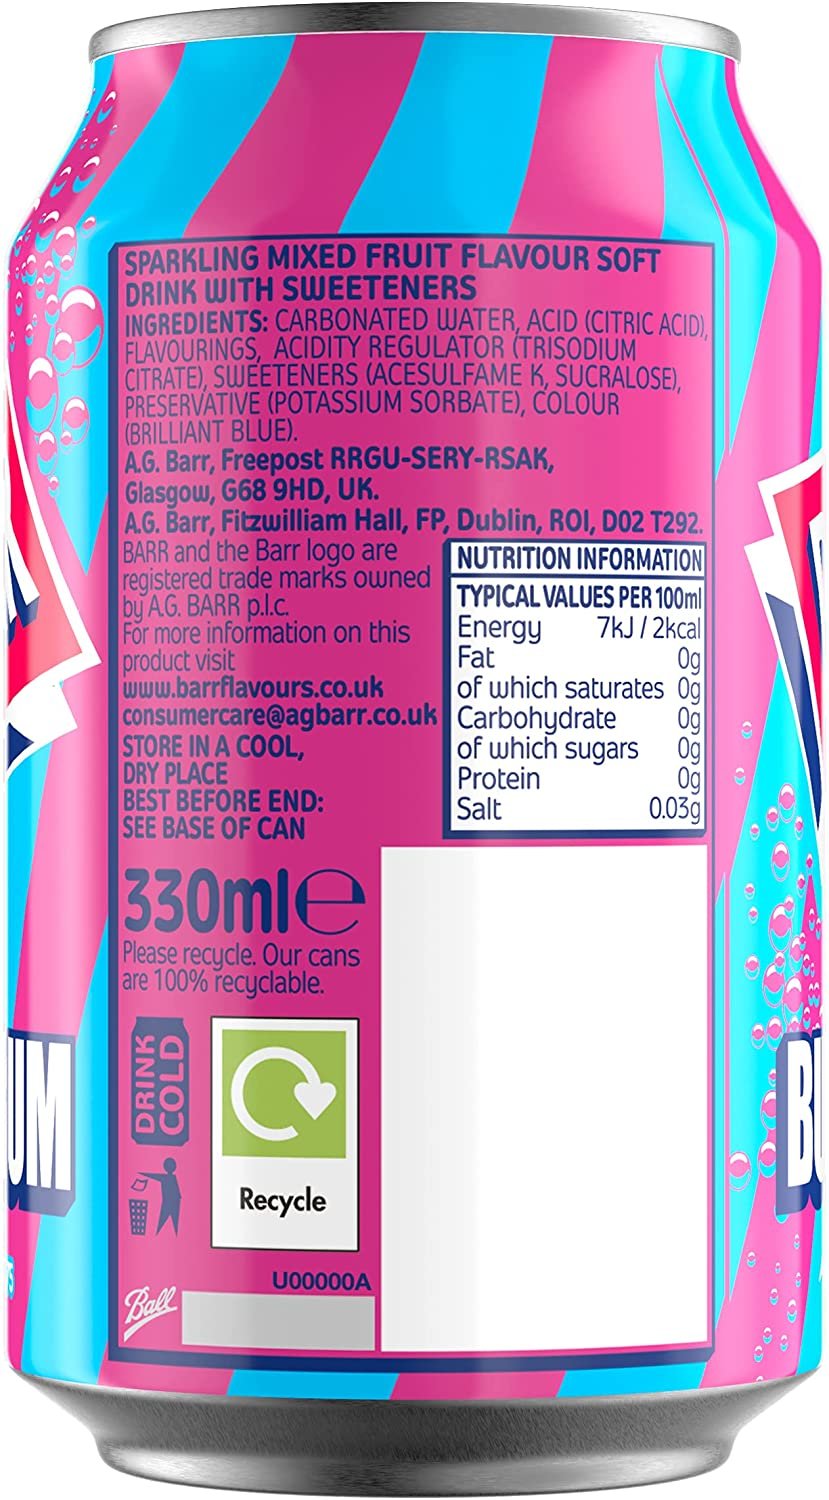 SPARKLING MIXED FRUIT FLAVOUR SOFT
DRINK WITH SWEETENERS
INGREDIENTS: CARBONATED WATER, ACID (CITRIC ACID),
FLAVOURINGS, ACIDITY REGULATOR (TRISODIUM
CITRATE), SWEETENERS (ACESULFAME K, SUCRALOSE),
PRESERVATIVE (POTASSIUM SORBATE), COLOUR
(BRILLIANT BLUE).
A.G. Barr, Freepost RRGU-SERY-RSAK,
Glasgow, G68 9HD, UK.
A.G. Barr, Fitzwilliam Hall, FP, Dublin, ROI, D02 T292.
BARR and the Barr logo are
registered trade marks owned
by A.G. BARR p.l.c.
For more information on this
product visit
www.barrflavours.co.uk
consumercare@agbarr.co.uk
STORE IN A COOL,
DRY PLACE
BEST BEFORE END:
SEE BASE OF CAN
NUTRITION INFORMATION
TYPICAL VALUES PER 100ml
Energy 7kJ / 2kcal
Fat 0g
of which saturates 0g
Carbohydrate 0g
of which sugars 0g
Protein 0g
Salt 0.03g
330ml e
Please recycle. Our cans
are 100% recyclable.
DRINK
COLD
Recycle
U00000A
Ball
UM
B